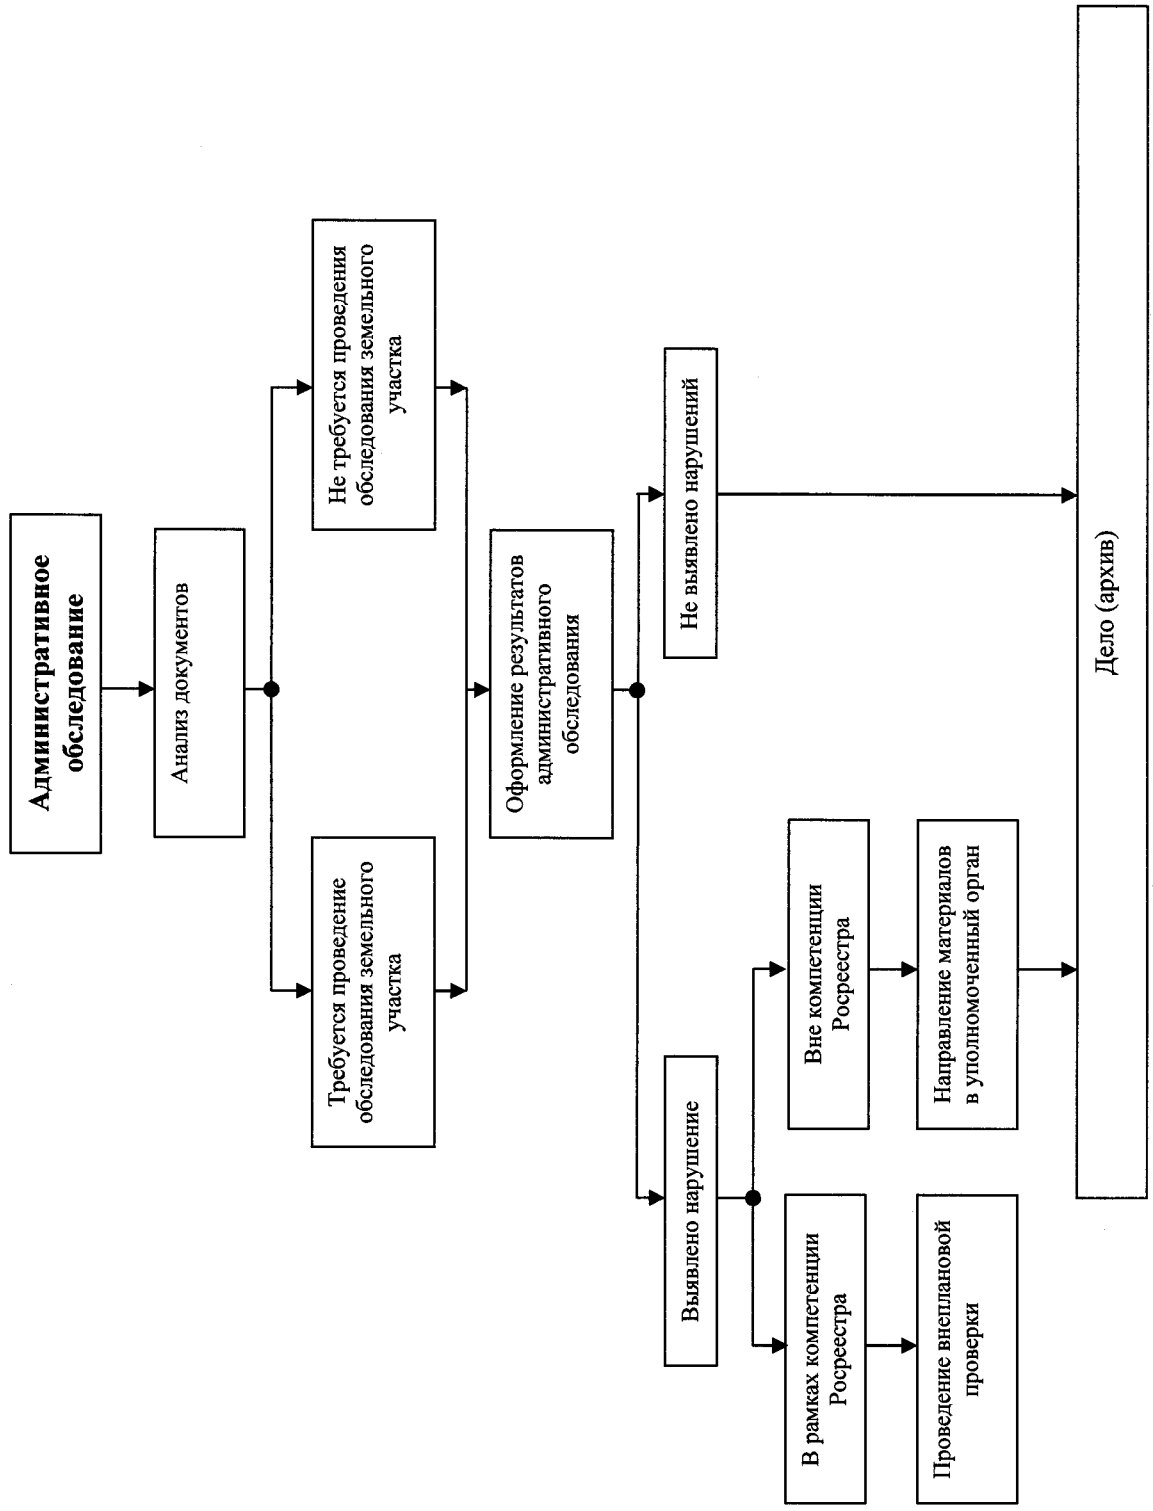 Административное
обследование
Анализ документов
Требуется проведение
обследования земельного
участка
Не требуется проведения
обследования земельного
участка
Оформление результатов
административного
обследования
Выявлено нарушение
Не выявлено нарушений
В рамках компетенции
Росреестра
Вне компетенции
Росреестра
Проведение внеплановой
проверки
Направление материалов
в уполномоченный орган
Дело (архив)